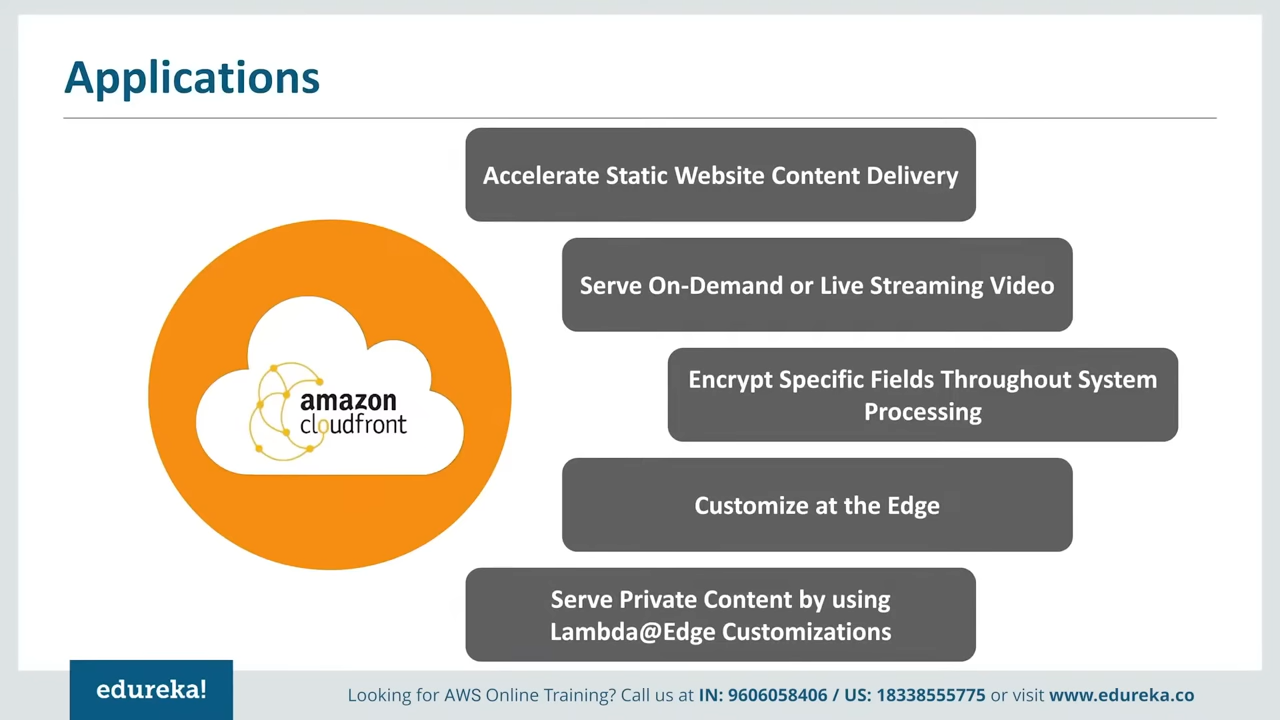 Applications
Accelerate Static Website Content Delivery
Serve On-Demand or Live Streaming Video
Encrypt Specific Fields Throughout System
Processing
amazon
cloudfront
Customize at the Edge
Serve Private Content by using
Lambda@Edge Customizations
edureka!
Looking for AWS Online Training? Call us at IN: 9606058406 / US: 18338555775 or visit www.edureka.co